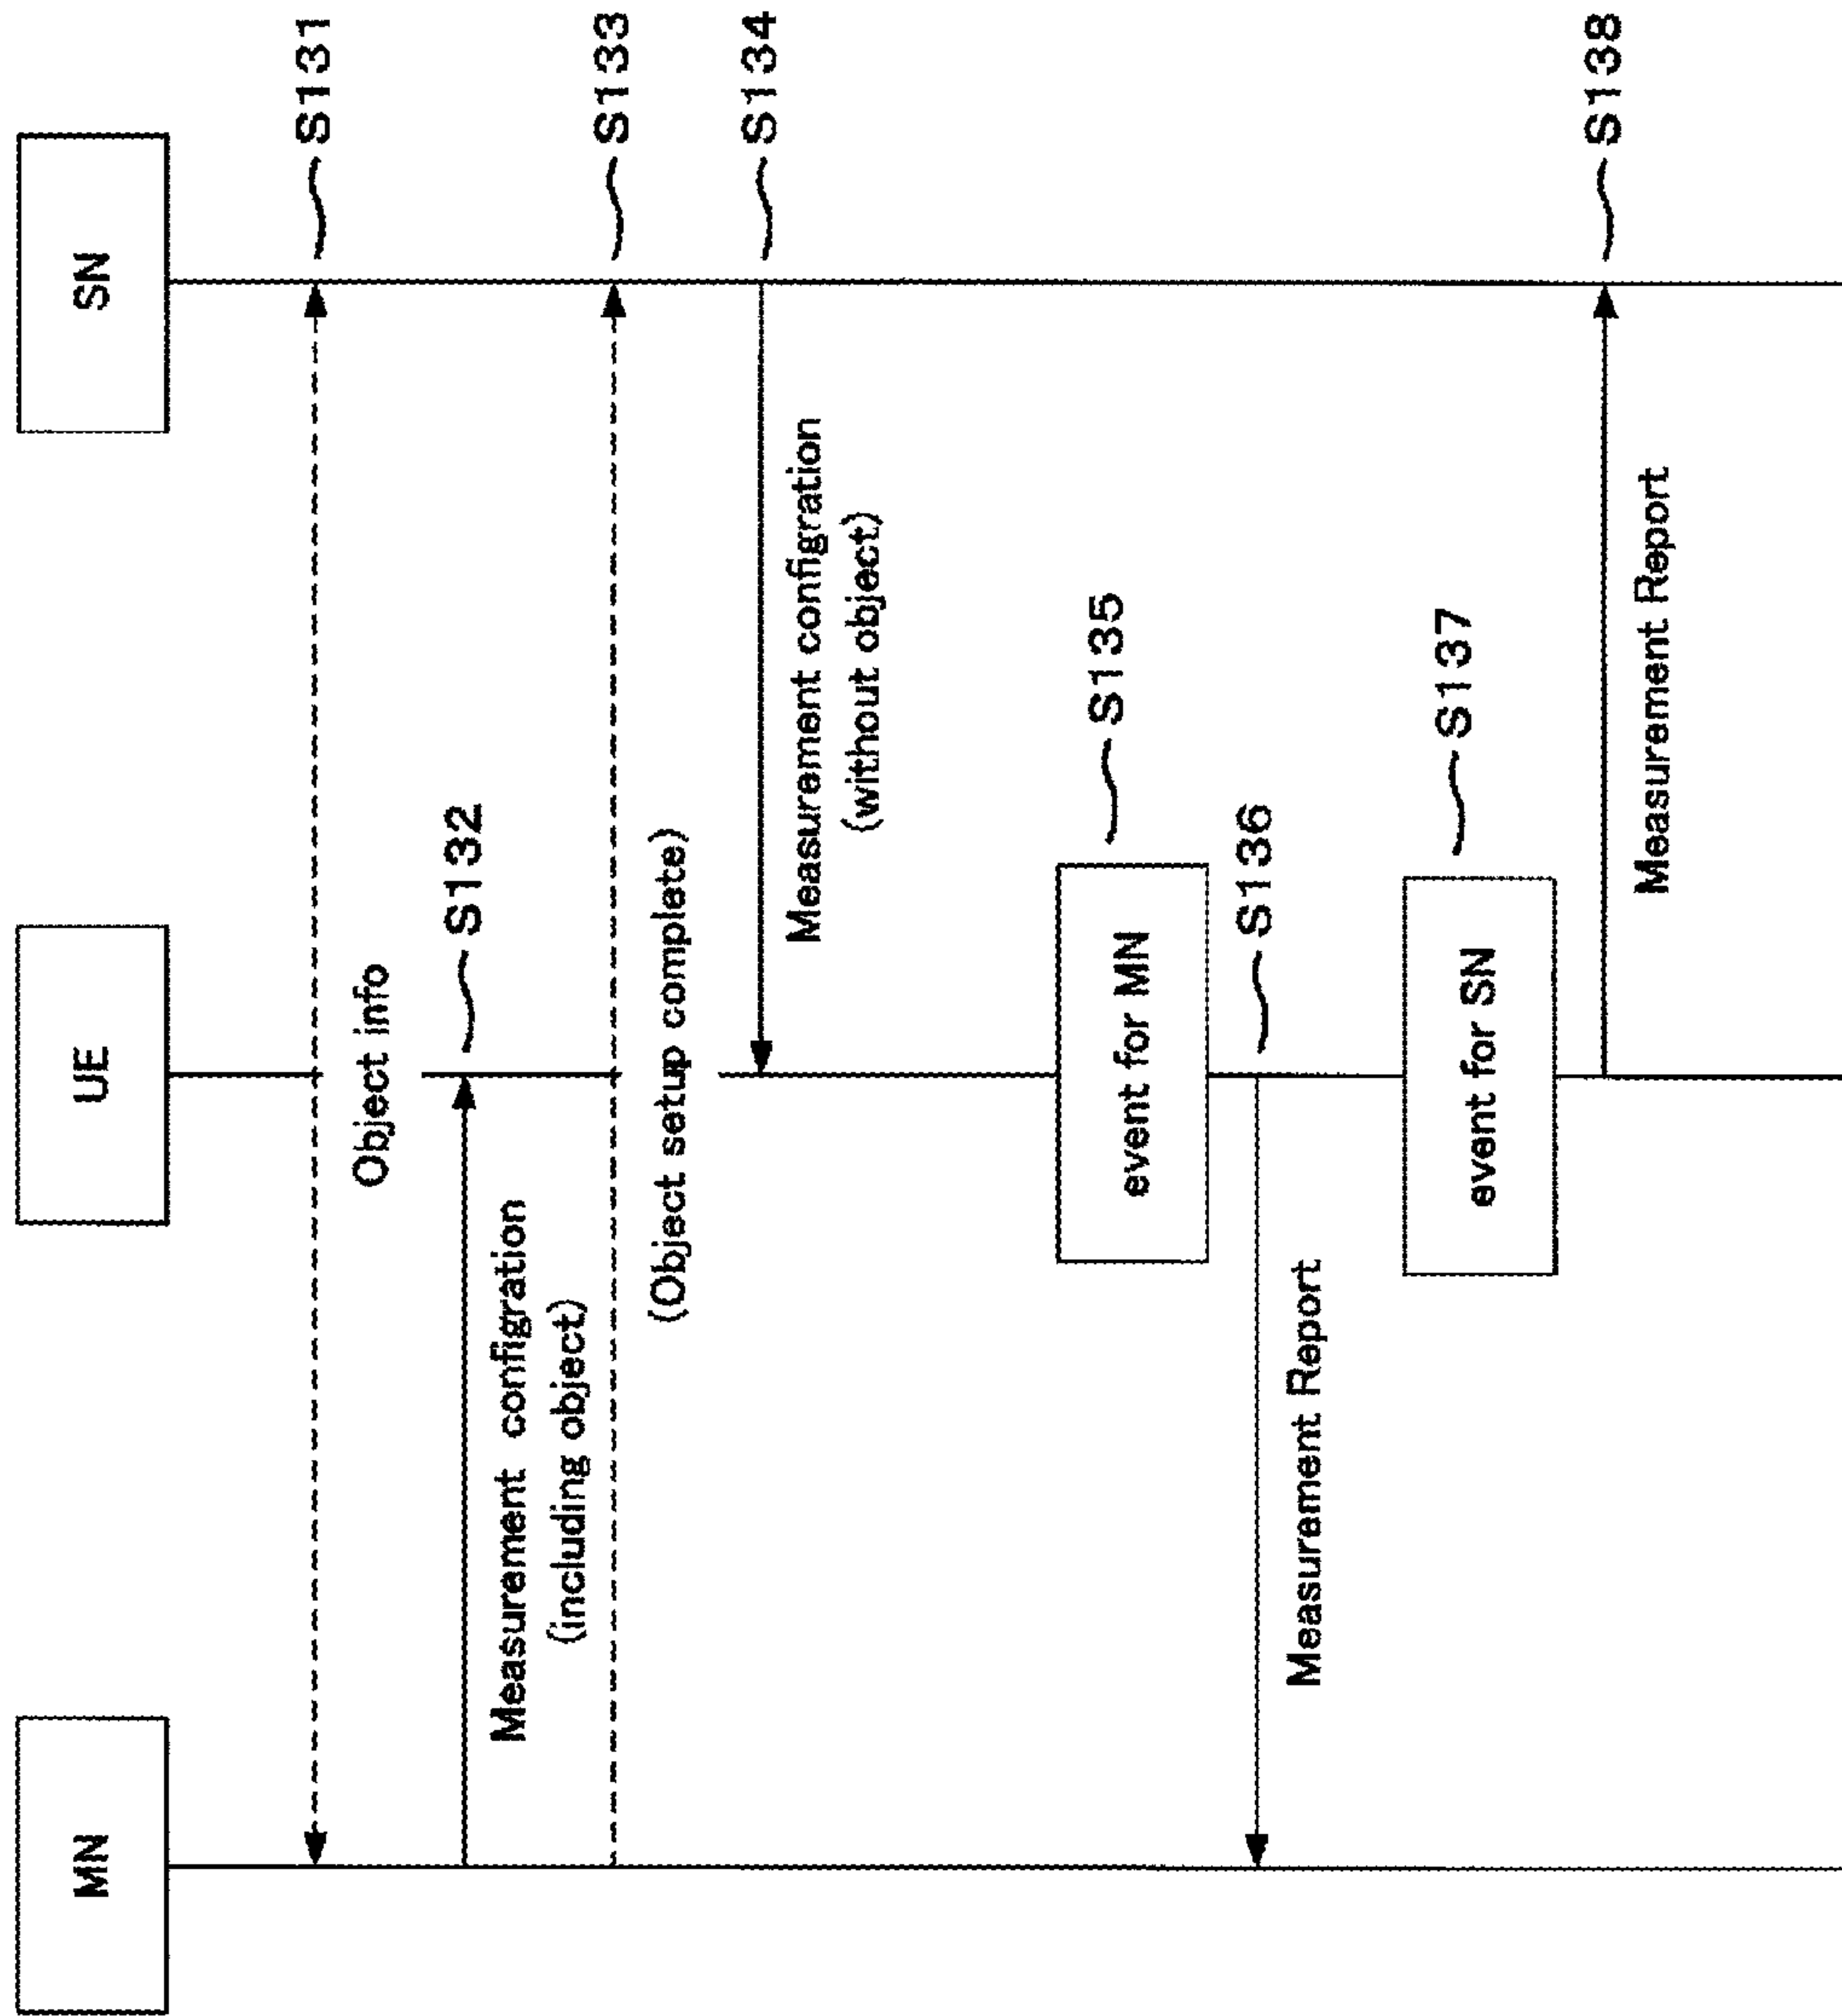 MN
UE
SN
S131
Object info
S132
Measurement configration
(including object)
S133
(Object setup complete)
S134
Measurement configration
(without object)
event for MN
S135
S136
Measurement Report
event for SN
S137
S138
Measurement Report